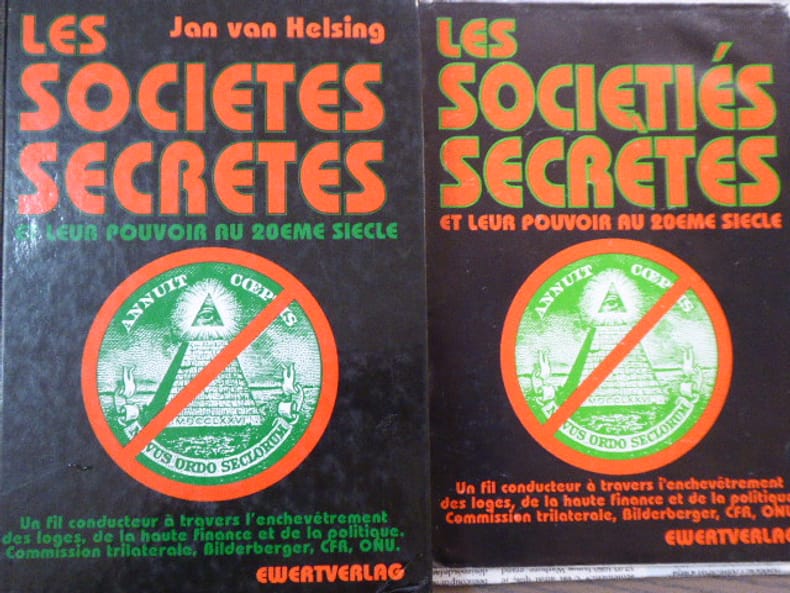 LES
Jan van Helsing
SOCIETES
SECRETES
ET LEUR POUVOIR AU 20EME SIECLE
ANNUIT CŒPTIS
MDCCLXXVI
NOVUS ORDO SECLORUM
Un fil conducteur à travers l'enchevêtrement
des loges, de la haute finance et de la politique.
Commission trilaterale, Bilderberger, CFR, ONU.
EWERTVERLAG
LES
SOCIETIÉS
SECRÈTES
ET LEUR POUVOIR AU 20EME SIECLE
ANNUIT CŒPTIS
NOVUS ORDO SECLORUM
Un fil conducteur à travers l'enchevêtrement
des loges, de la haute finance et de la politique
Commission trilaterale, Bilderberger, CFR, ONU
EWERTVERLAG